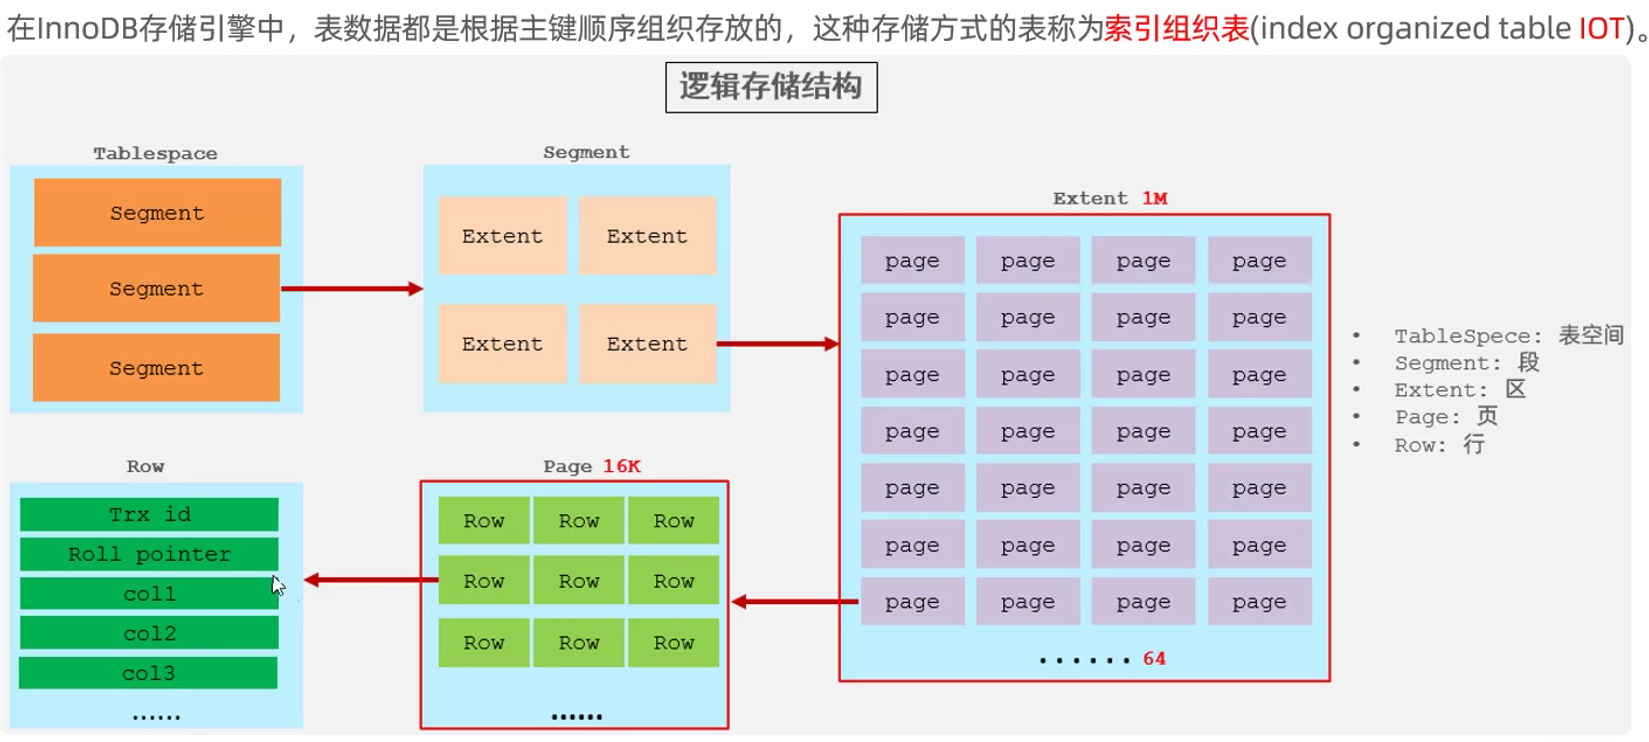 在InnoDB存储引擎中，表数据都是根据主键顺序组织存放的，这种存储方式的表称为索引组织表(index organized table IOT)。
逻辑存储结构
Tablespace
Segment
Segment
Segment
Segment
Extent Extent
Extent Extent
Extent 1M
page page page page
page page page page
page page page page
page page page page
page page page page
page page page page
page page page page
...... 64
• TableSpece: 表空间
• Segment: 段
• Extent: 区
• Page: 页
• Row: 行
Page 16K
Row Row Row
Row Row Row
Row Row Row
......
Row
Trx id
Roll pointer
col1
col2
col3
......